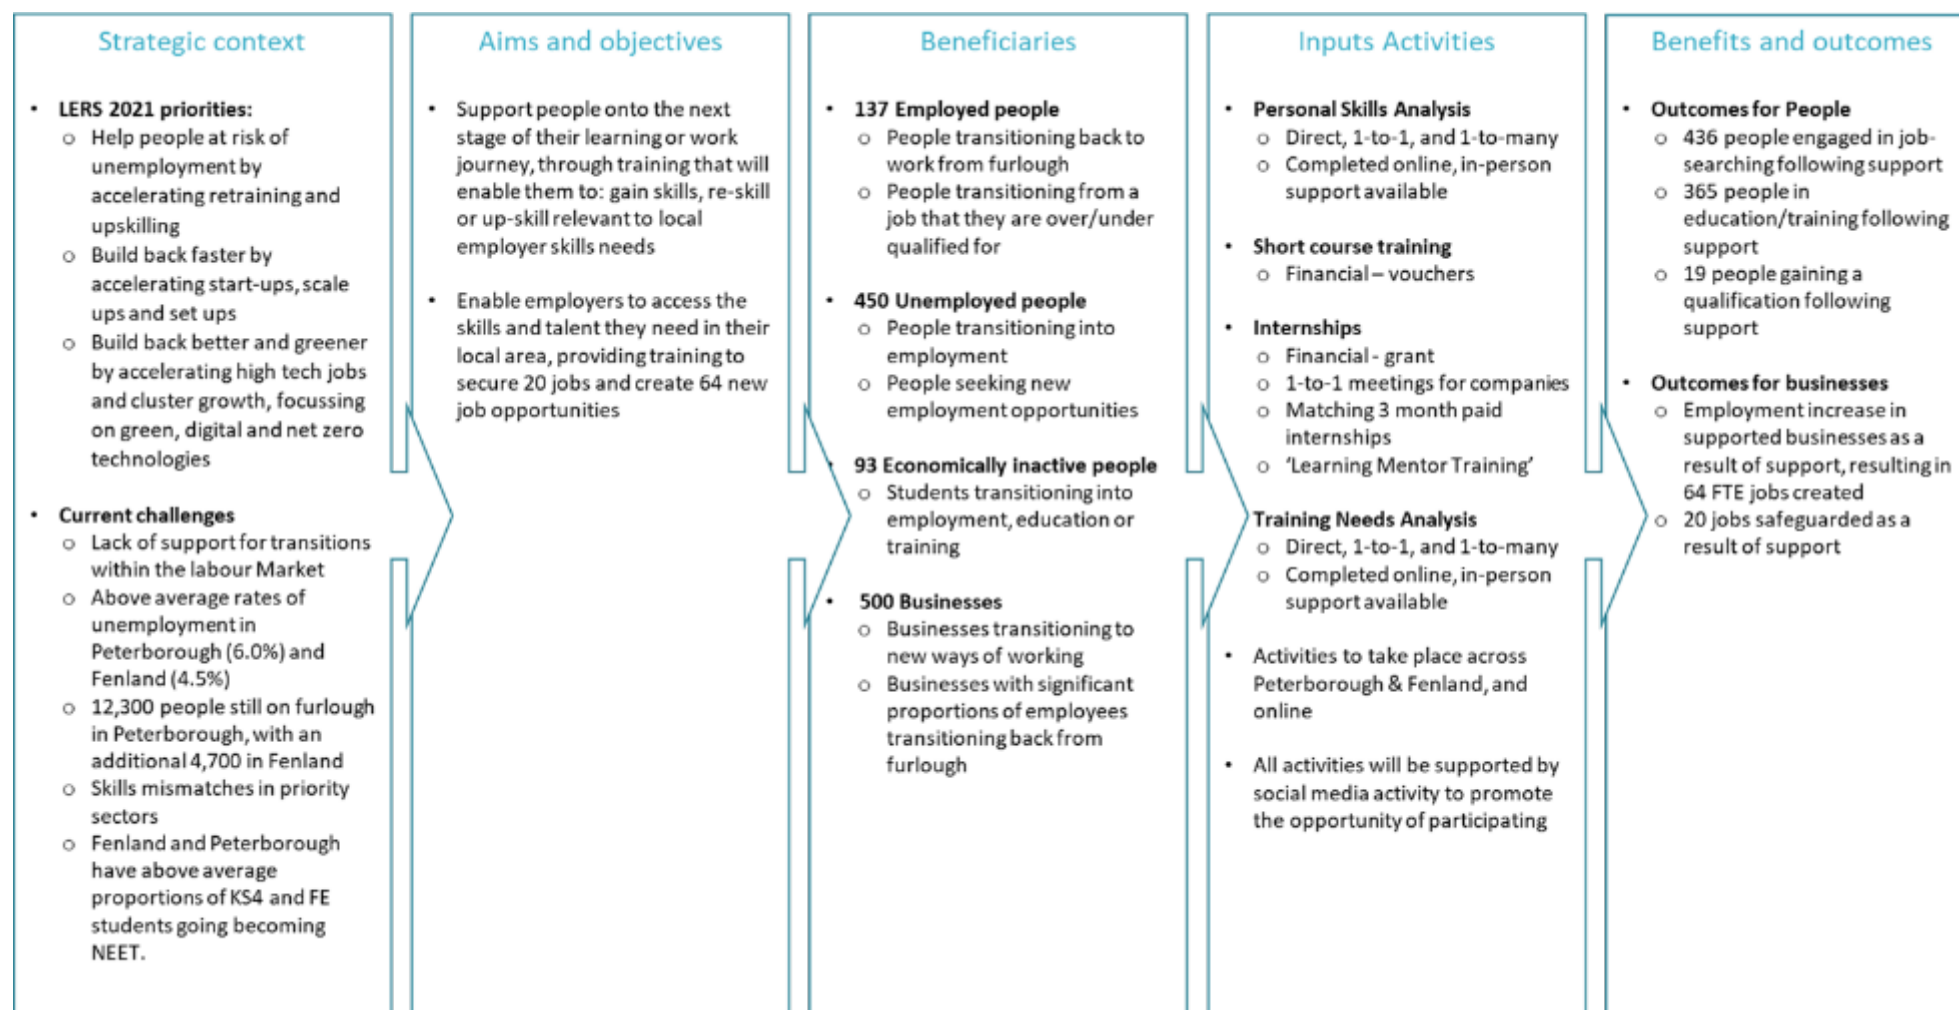 Strategic context
• LERS 2021 priorities:
o Help people at risk of
unemployment by
accelerating retraining and
upskilling
o Build back faster by
accelerating start-ups, scale
ups and set ups
o Build back better and greener
by accelerating high tech jobs
and cluster growth, focussing
on green, digital and net zero
technologies
• Current challenges
o Lack of support for transitions
within the labour Market
o Above average rates of
unemployment in
Peterborough (6.0%) and
Fenland (4.5%)
o 12,300 people still on furlough
in Peterborough, with an
additional 4,700 in Fenland
o Skills mismatches in priority
sectors
o Fenland and Peterborough
have above average
proportions of KS4 and FE
students going becoming
NEET.
Aims and objectives
• Support people onto the next
stage of their learning or work
journey, through training that will
enable them to: gain skills, re-skill
or up-skill relevant to local
employer skills needs
• Enable employers to access the
skills and talent they need in their
local area, providing training to
secure 20 jobs and create 64 new
job opportunities
Beneficiaries
• 137 Employed people
o People transitioning back to
work from furlough
o People transitioning from a
job that they are over/under
qualified for
• 450 Unemployed people
o People transitioning into
employment
o People seeking new
employment opportunities
• 93 Economically inactive people
o Students transitioning into
employment, education or
training
• 500 Businesses
o Businesses transitioning to
new ways of working
o Businesses with significant
proportions of employees
transitioning back from
furlough
Inputs Activities
• Personal Skills Analysis
o Direct, 1-to-1, and 1-to-many
o Completed online, in-person
support available
• Short course training
o Financial – vouchers
• Internships
o Financial - grant
o 1-to-1 meetings for companies
o Matching 3 month paid
internships
o ‘Learning Mentor Training’
Training Needs Analysis
o Direct, 1-to-1, and 1-to-many
o Completed online, in-person
support available
• Activities to take place across
Peterborough & Fenland, and
online
• All activities will be supported by
social media activity to promote
the opportunity of participating
Benefits and outcomes
• Outcomes for People
o 436 people engaged in job-
searching following support
o 365 people in
education/training following
support
o 19 people gaining a
qualification following
support
• Outcomes for businesses
o Employment increase in
supported businesses as a
result of support, resulting in
64 FTE jobs created
o 20 jobs safeguarded as a
result of support